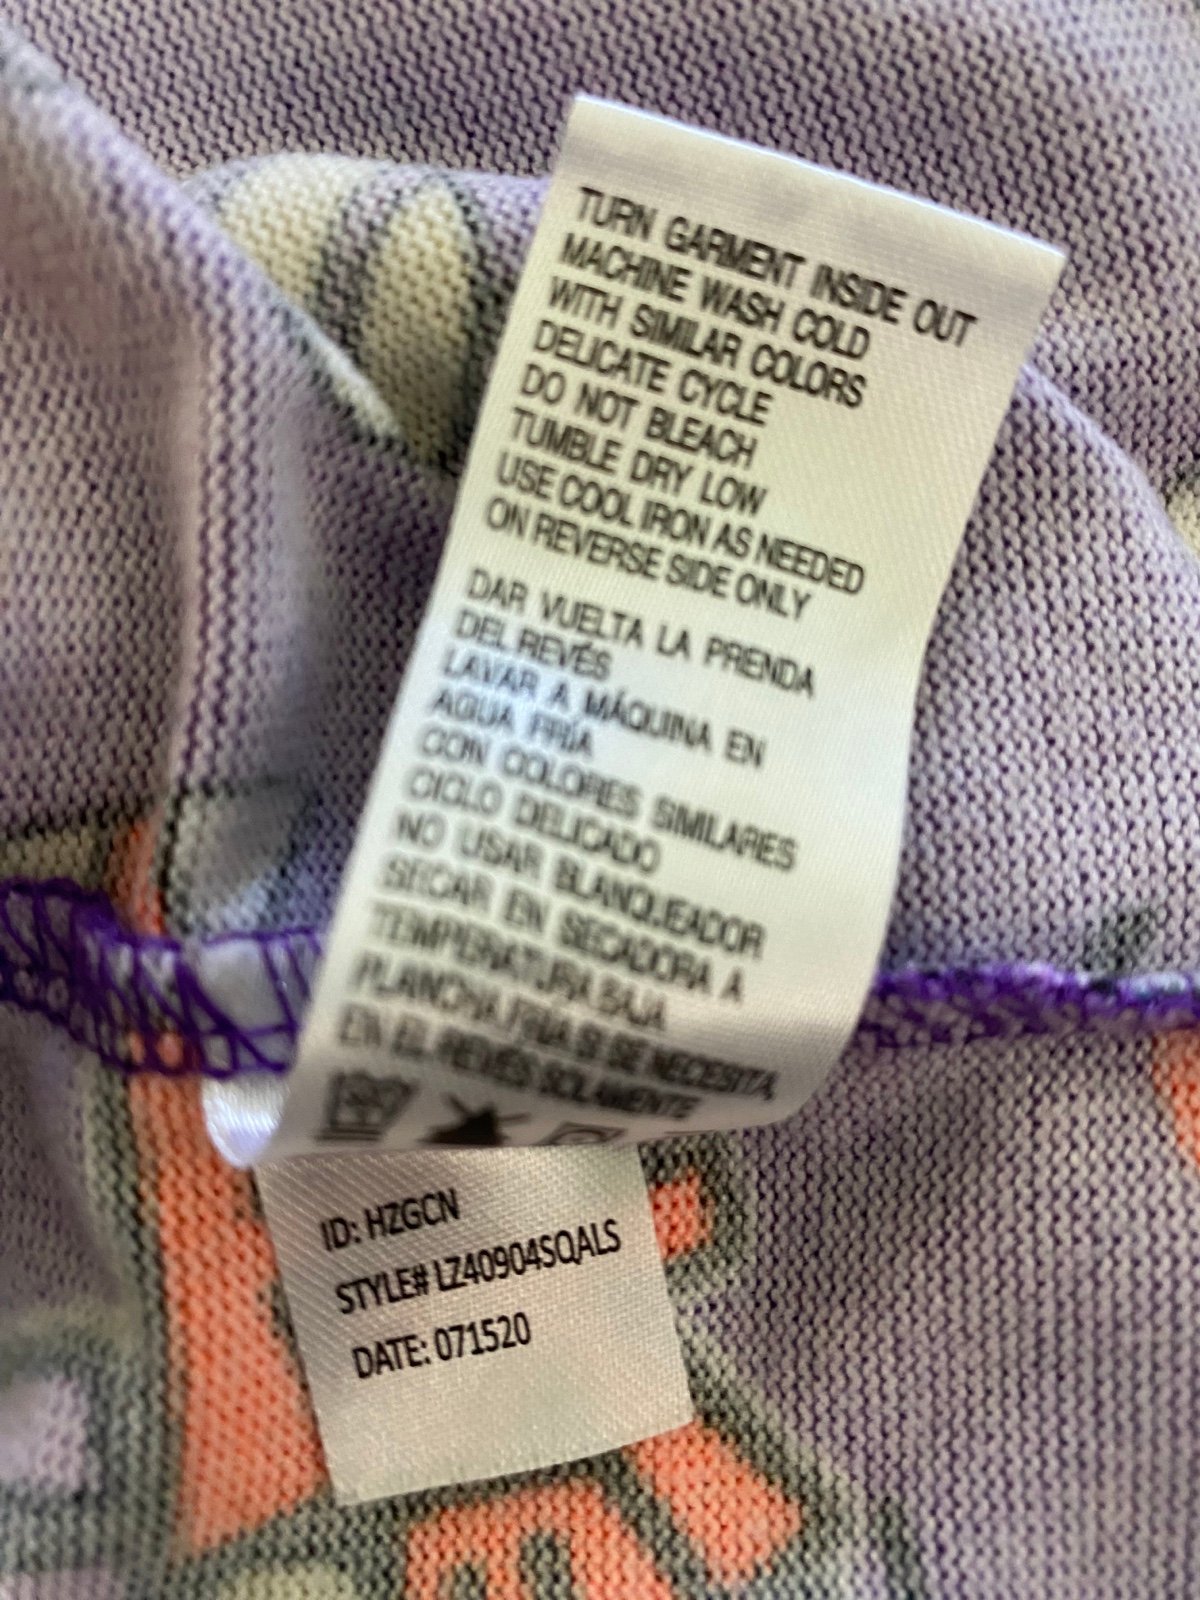 TURN GARMENT INSIDE OUT
MACHINE WASH COLD
WITH SIMILAR COLORS
DELICATE CYCLE
DO NOT BLEACH
TUMBLE DRY LOW
USE COOL IRON AS NEEDED
ON REVERSE SIDE ONLY
DAR VUELTA LA PRENDA
DEL REVÉS
LAVAR A MÁQUINA EN
AGUA FRÍA
CON COLORES SIMILARES
CICLO DELICADO
NO USAR BLANQUEADOR
SECAR EN SECADORA A
TEMPERATURA BAJA
PLANCHA FRIA SI SE NECESITA,
EN EL REVÉS SOLAMENTE
ID: HZGCN
STYLE# LZ40904SQALS
DATE: 071520